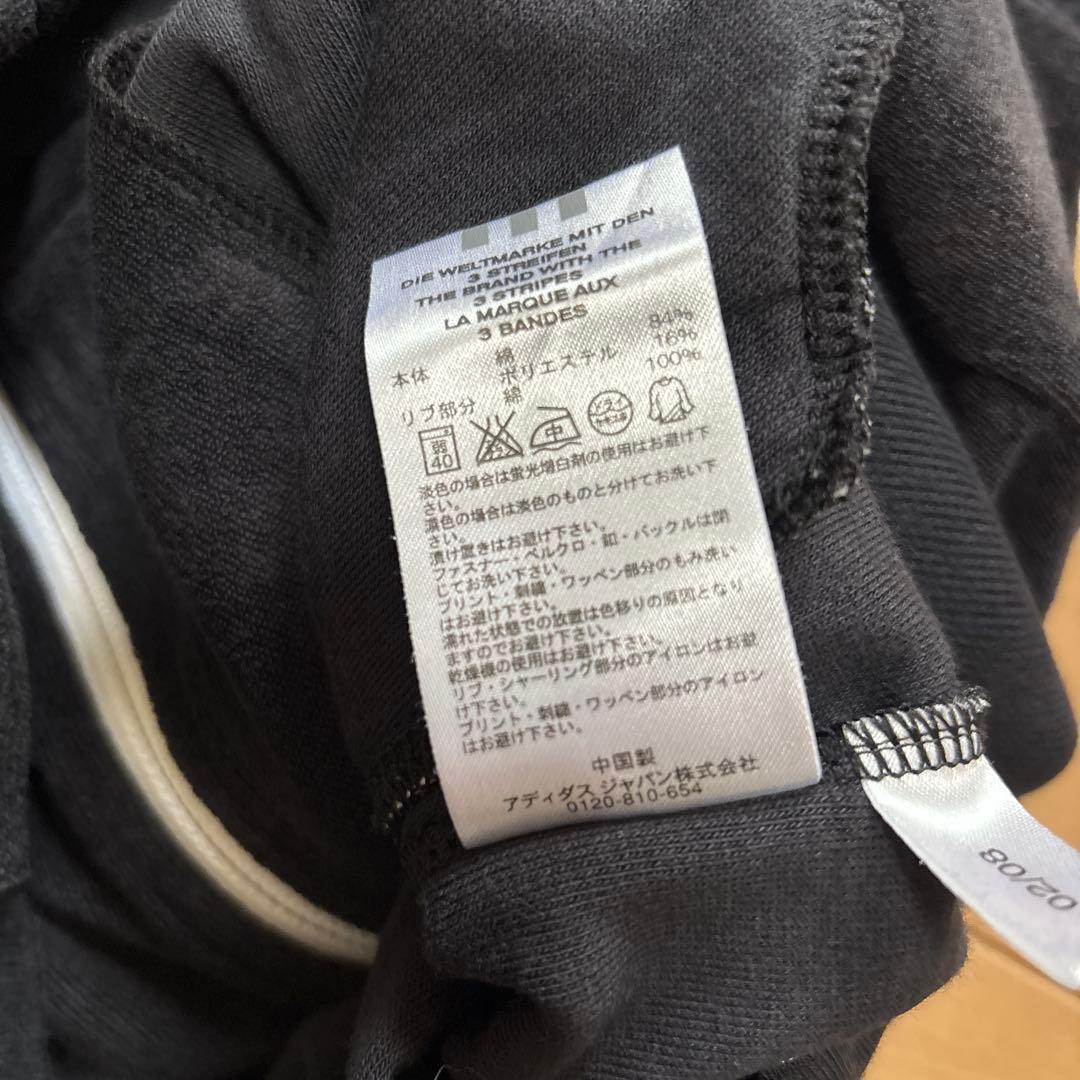 DIE WELTMARKE MIT DEN
3 STREIFEN
THE BRAND WITH THE
3 STRIPES
LA MARQUE AUX
3 BANDES
本体 綿 84%
ポリエステル 16%
リブ部分 綿 100%
弱
40
中
ドライ
淡色の場合は蛍光増白剤の使用はお避け下
さい。
濃色の場合は淡色のものと分けてお洗い下
さい。
漬け置きはお避け下さい。
ファスナー・ベルクロ・釦・バックルは閉
じてお洗い下さい。
プリント・刺繍・ワッペン部分のもみ洗い
はお避け下さい。
濡れた状態での放置は色移りの原因となり
ますのでお避け下さい。
乾燥機の使用はお避け下さい。
リブ・シャーリング部分のアイロンはお避
け下さい。
プリント・刺繍・ワッペン部分のアイロン
はお避け下さい。
中国製
アディダス ジャパン株式会社
0120-810-654
02/08